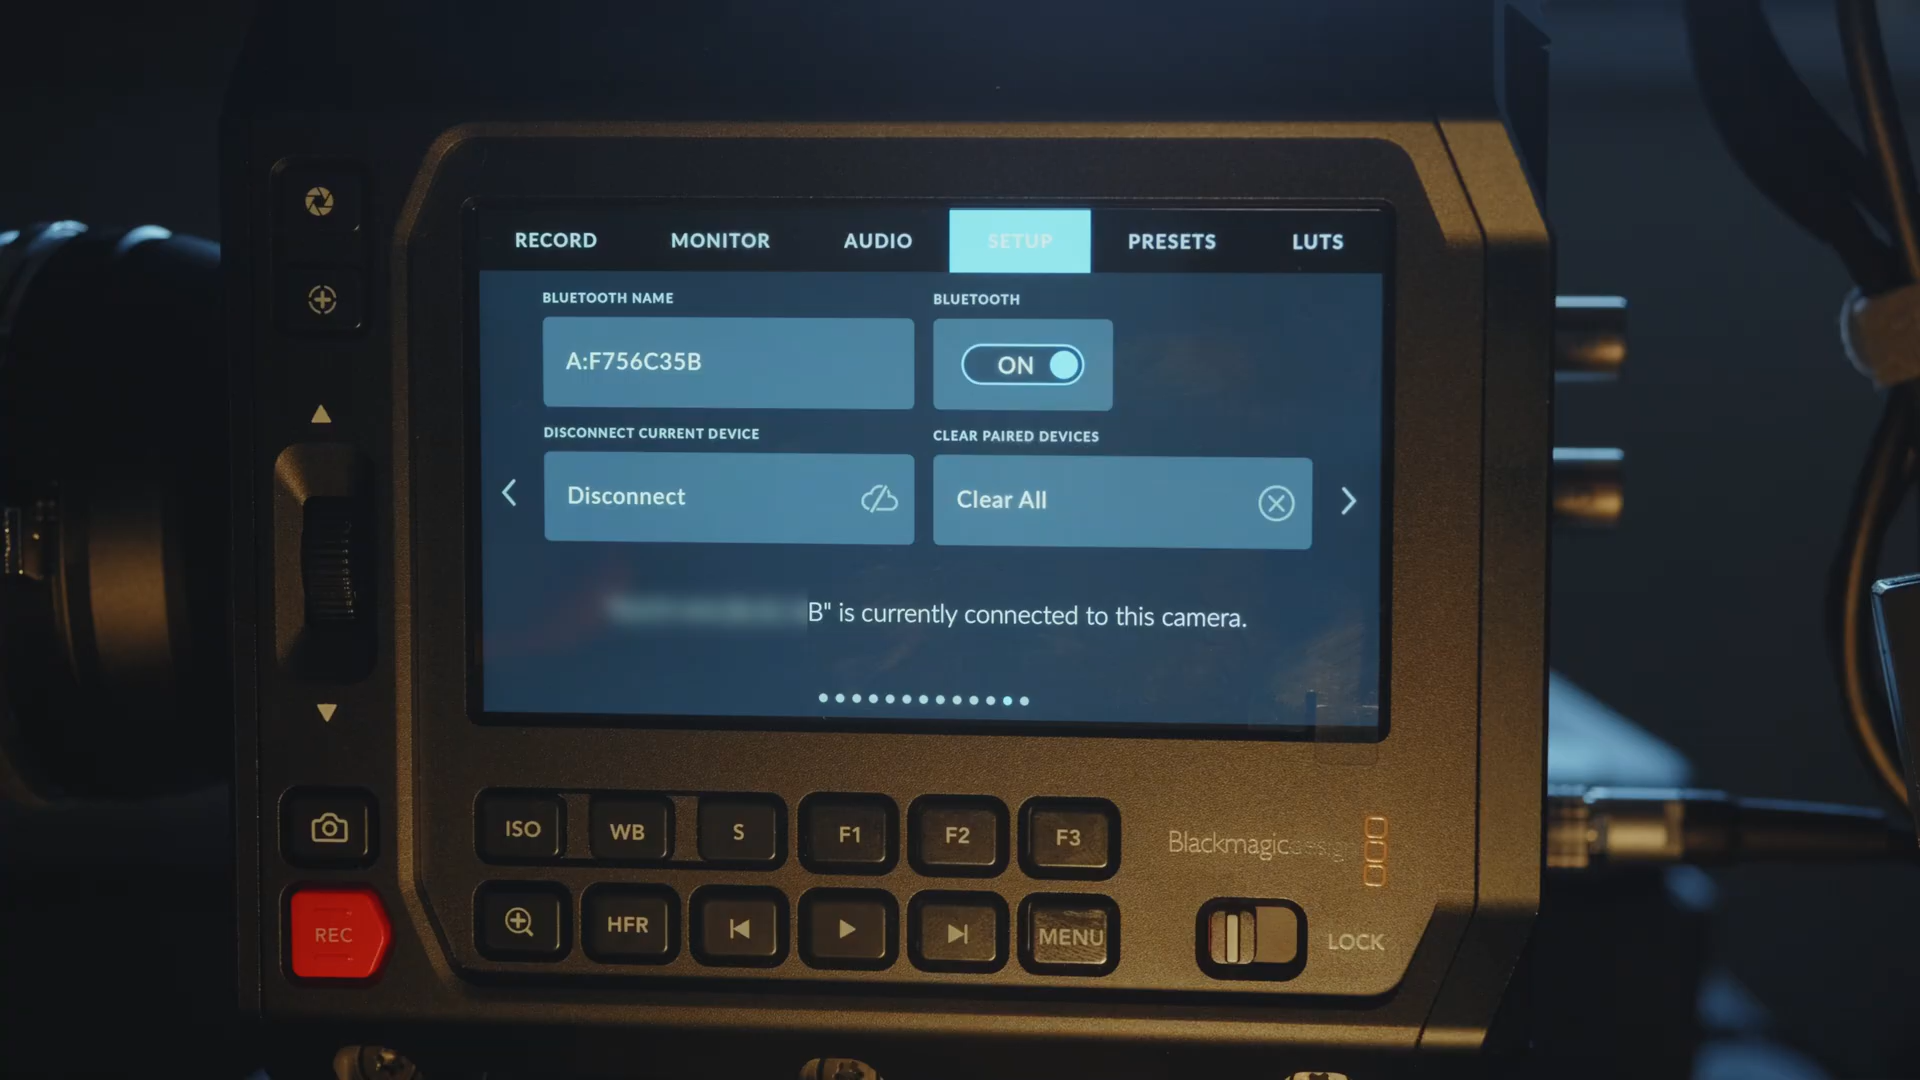 RECORD MONITOR AUDIO SETUP PRESETS LUTS
BLUETOOTH NAME
A:F756C35B
BLUETOOTH
ON
DISCONNECT CURRENT DEVICE
Disconnect
CLEAR PAIRED DEVICES
Clear All
B" is currently connected to this camera.
ISO WB S F1 F2 F3
Blackmagicdesign
REC
HFR
MENU
LOCK